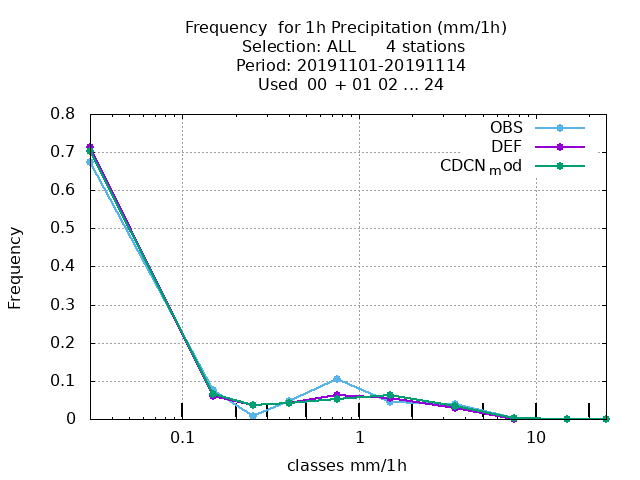 Frequency  for 1h Precipitation (mm/1h)
Selection: ALL      4 stations
Period: 20191101-20191114
Used  00  + 01 02 ... 24
0.8
0.7
0.6
0.5
0.4
0.3
0.2
0.1
0
OBS
DEF
CDCN_mod
Frequency
0.1
1
10
classes mm/1h